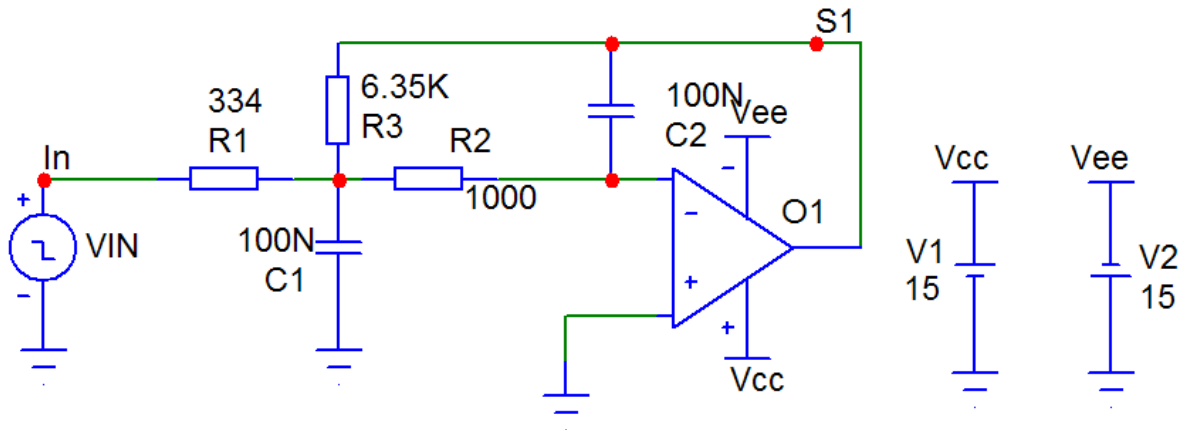 S1
334
R1
6.35K
R3
R2
1000
100N
C2
Vee
In
+
VIN
−
100N
C1
−
−
+
O1
+
Vcc
Vcc
V1
15
Vee
V2
15